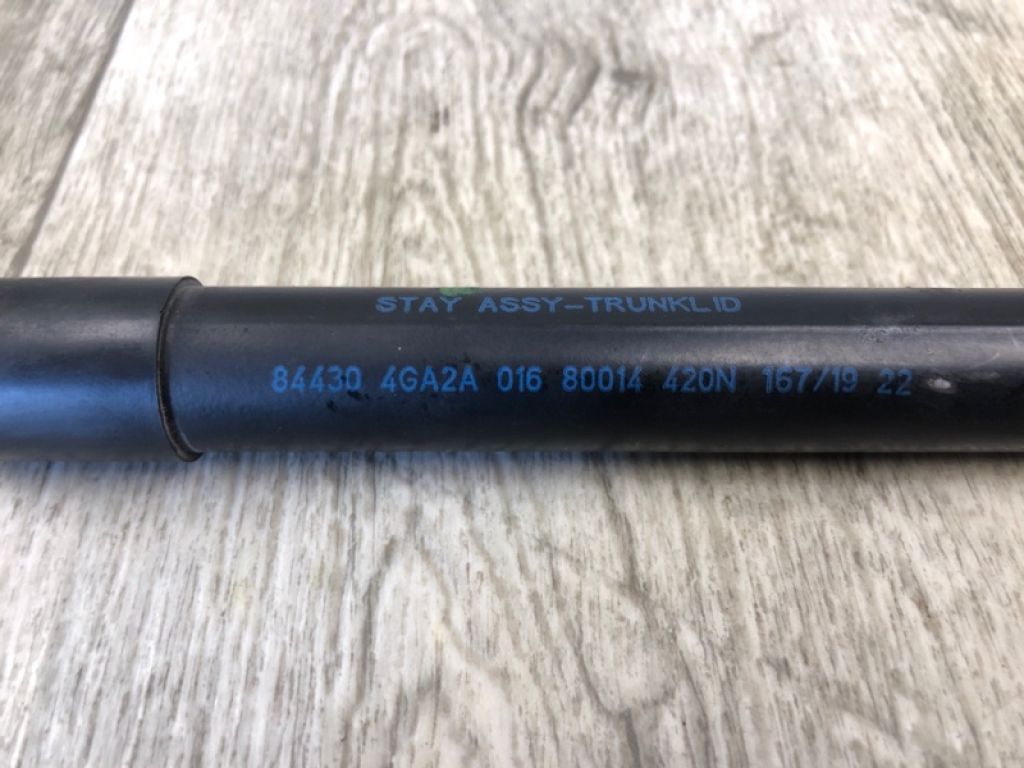 STAY ASSY-TRUNKLID
84430 4GA2A 016 80014 420N 167/19 22